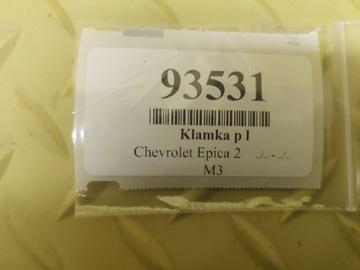 93531
Klamka p l
Chevrolet Epica 2 ../.. - ../..
M3